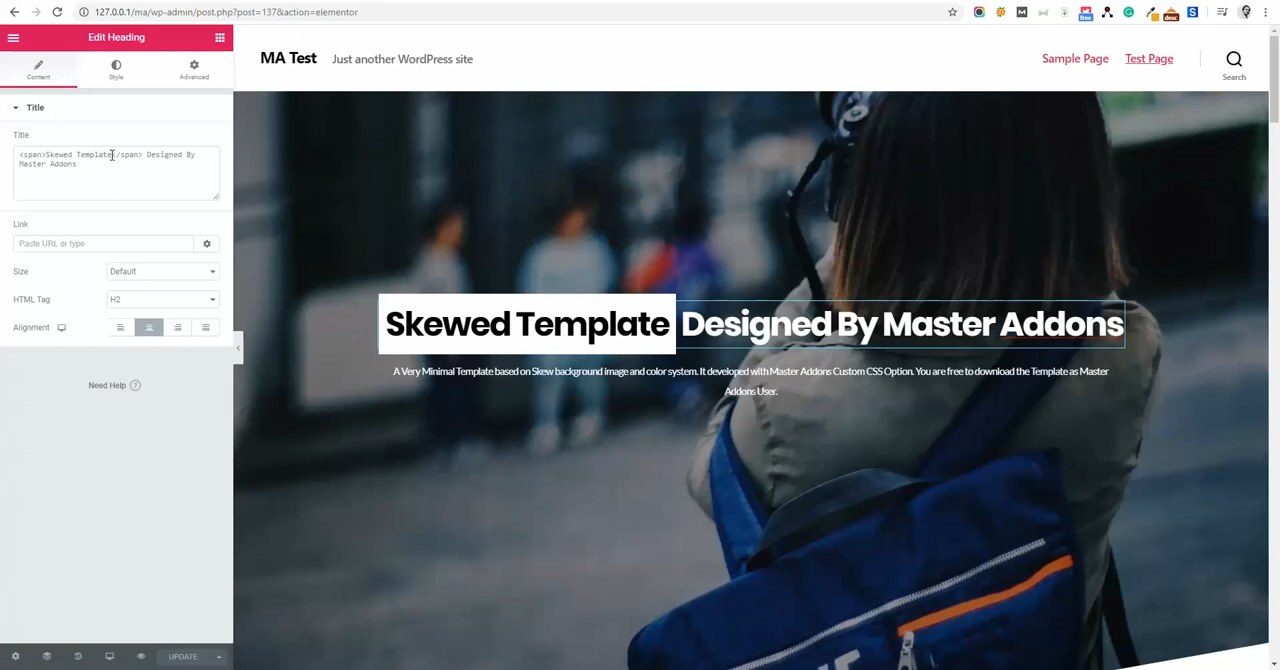 127.0.0.1/ma/wp-admin/post.php?post=137&action=elementor
free
desc
Edit Heading
Content
Style
Advanced
Title
Title
<span>Skewed Template</span> Designed By
Master Addons
Link
Paste URL or type
Size
Default
HTML Tag
H2
Alignment
Need Help
UPDATE
MA Test
Just another WordPress site
Sample Page
Test Page
Search
Skewed Template Designed By Master Addons
A Very Minimal Template based on Skew background image and color system. It developed with Master Addons Custom CSS Option. You are free to download the Template as Master
Addons User.